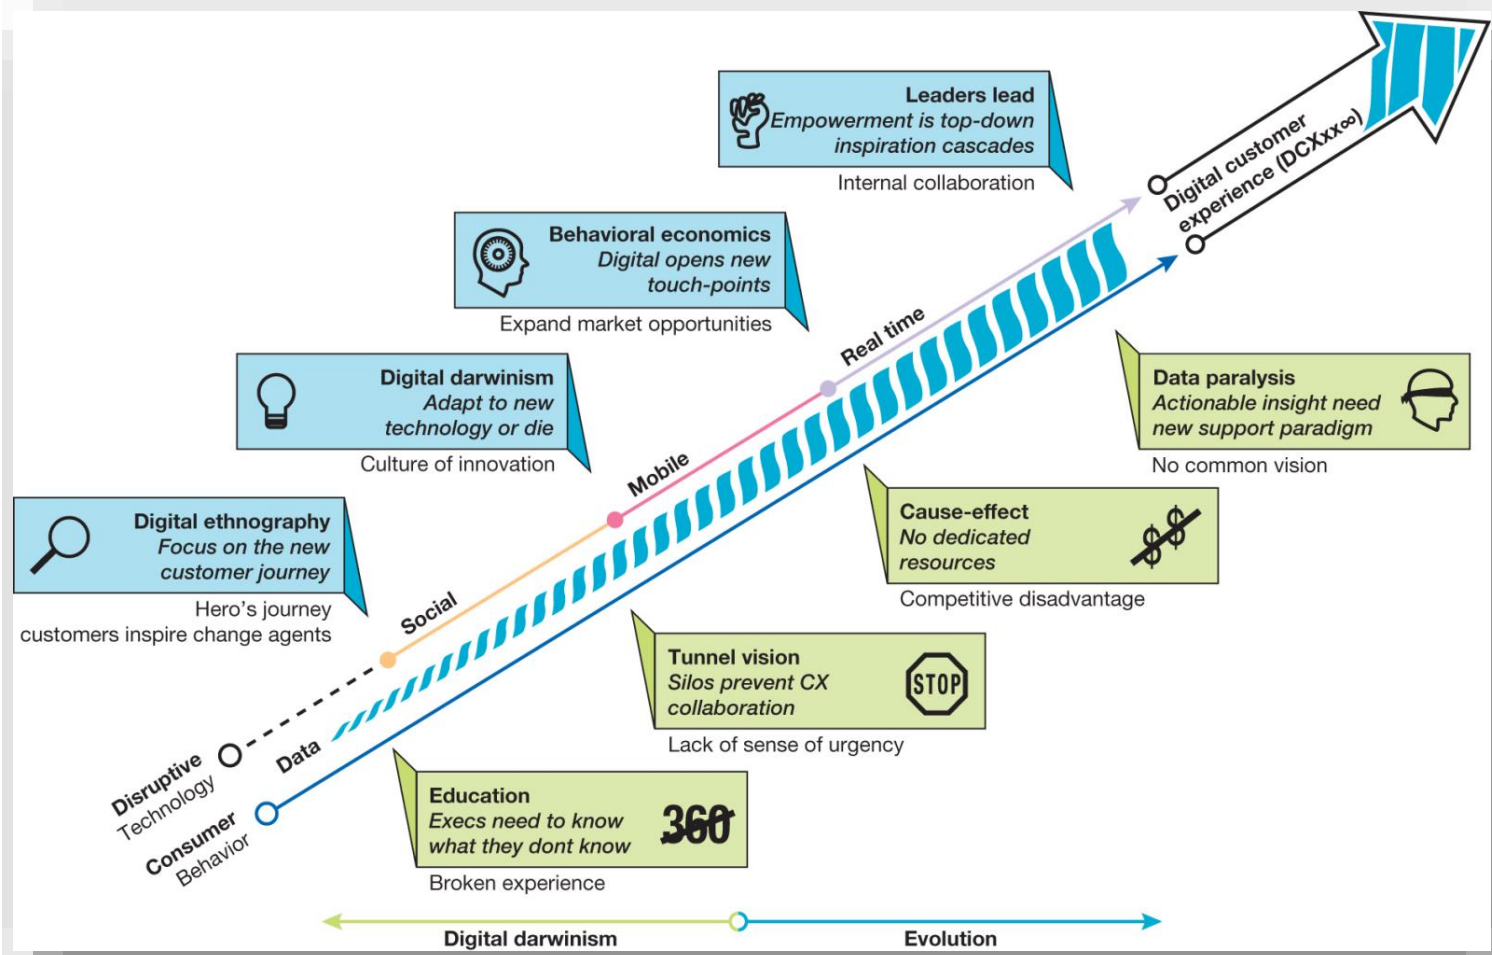 Leaders lead
Empowerment is top-down
inspiration cascades
Internal collaboration
Digital customer
experience (DCXxx∞)
Behavioral economics
Digital opens new
touch-points
Expand market opportunities
Real time
Digital darwinism
Adapt to new
technology or die
Culture of innovation
Data paralysis
Actionable insight need
new support paradigm
No common vision
Mobile
Digital ethnography
Focus on the new
customer journey
Hero's journey
customers inspire change agents
Cause-effect
No dedicated
resources
$$
Competitive disadvantage
Social
Tunnel vision
Silos prevent CX
collaboration
STOP
Lack of sense of urgency
Disruptive
Technology
Data
Consumer
Behavior
Education
Execs need to know
what they dont know
360
Broken experience
Digital darwinism
Evolution